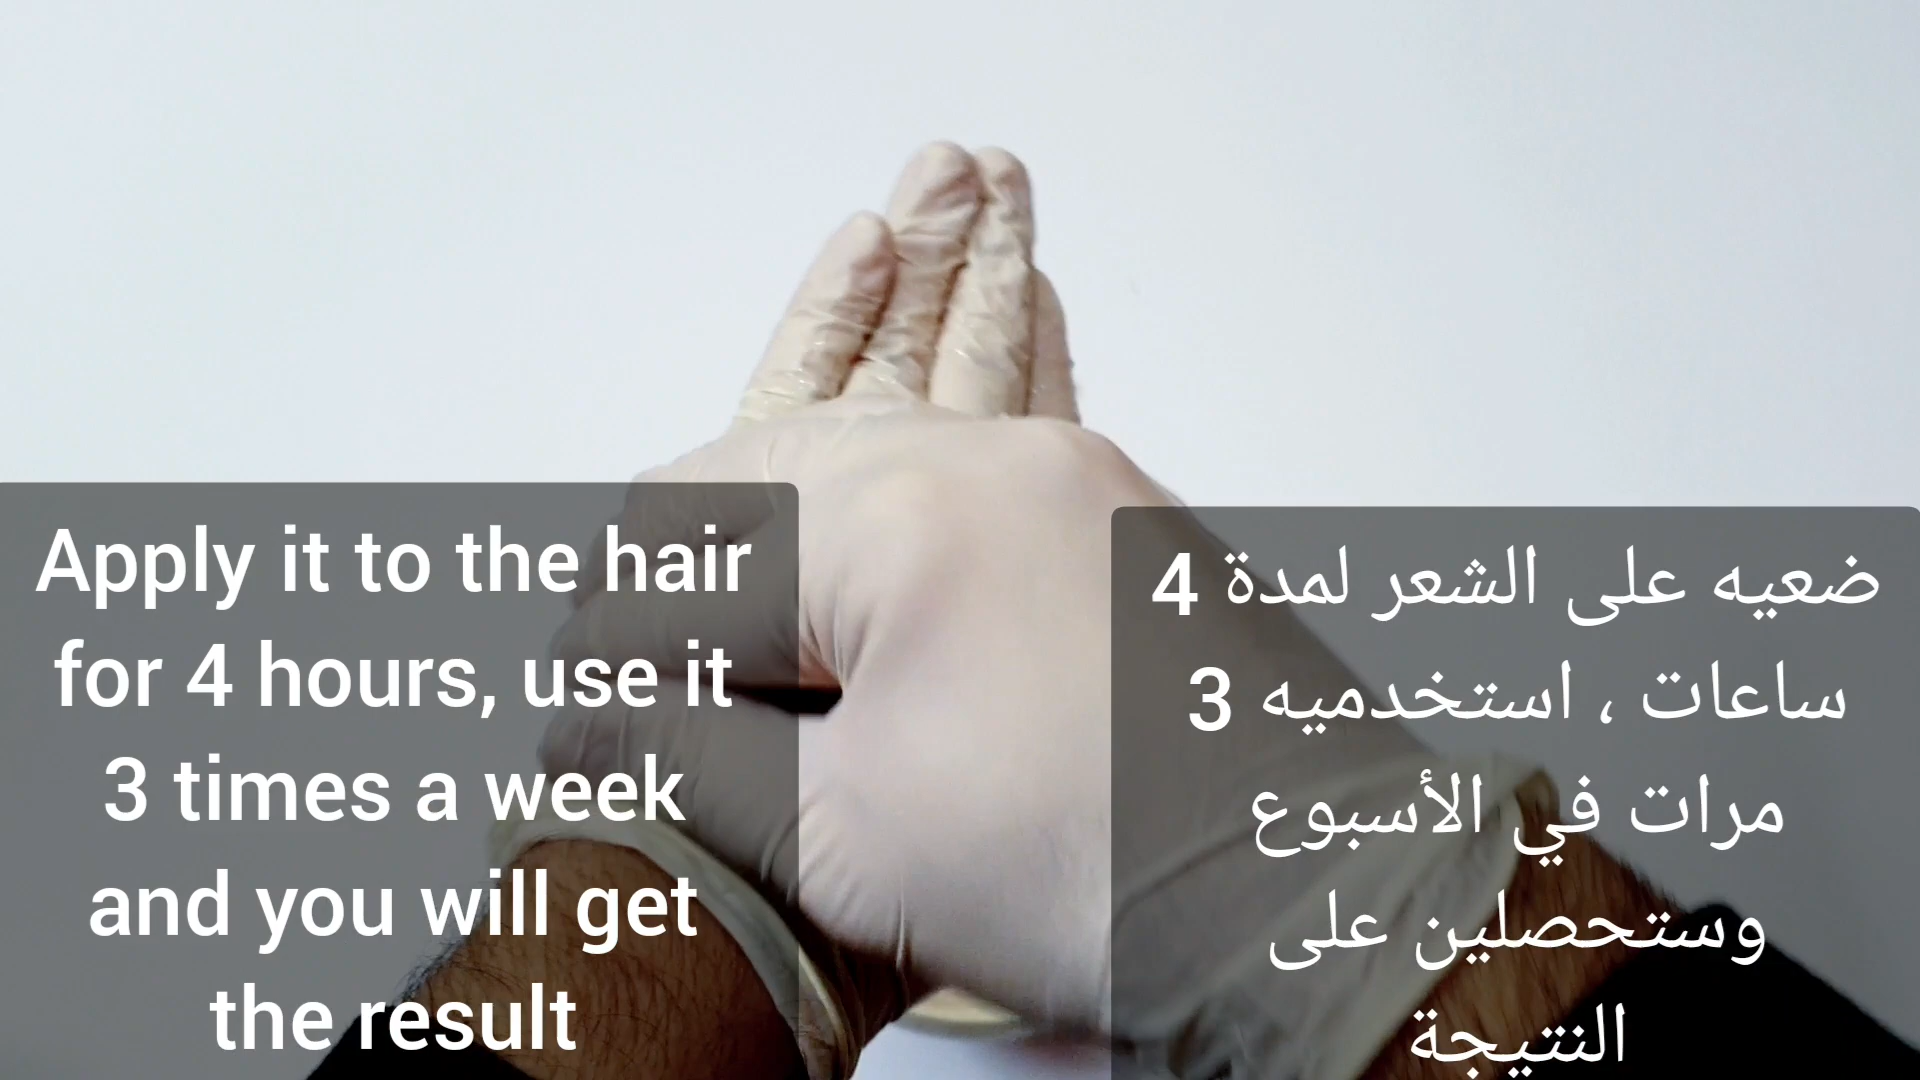 Apply it to the hair
for 4 hours, use it
3 times a week
and you will get
the result
ضعيه على الشعر لمدة 4
ساعات ، استخدميه 3
مرات في الأسبوع
وستحصلين على
النتيجة